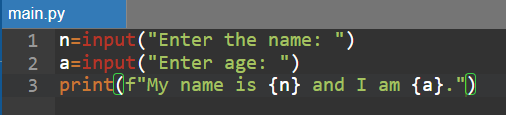 main.py
1 n=input("Enter the name: ")
2 a=input("Enter age: ")
3 print(f"My name is {n} and I am {a}.")